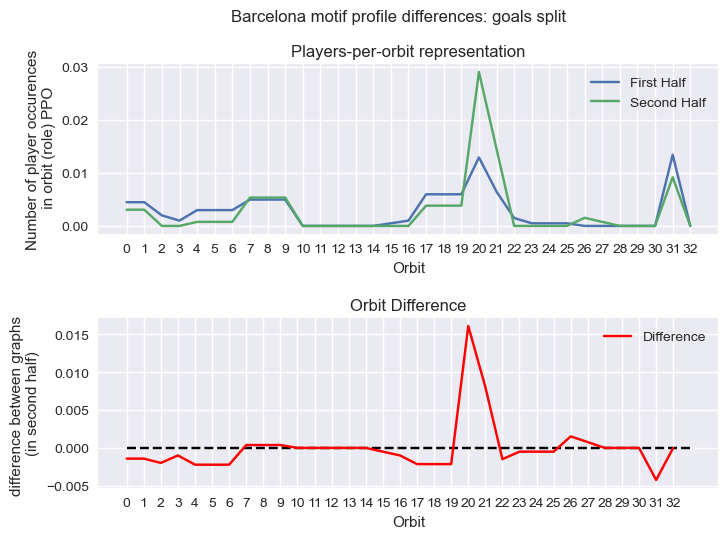 Barcelona motif profile differences: goals split
Players-per-orbit representation
Number of player occurences
in orbit (role) PPO
0.03
0.02
0.01
0.00
First Half
Second Half
0 1 2 3 4 5 6 7 8 9 10 11 12 13 14 15 16 17 18 19 20 21 22 23 24 25 26 27 28 29 30 31 32
Orbit
Orbit Difference
difference between graphs
(in second half)
0.015
0.010
0.005
0.000
−0.005
Difference
0 1 2 3 4 5 6 7 8 9 10 11 12 13 14 15 16 17 18 19 20 21 22 23 24 25 26 27 28 29 30 31 32
Orbit